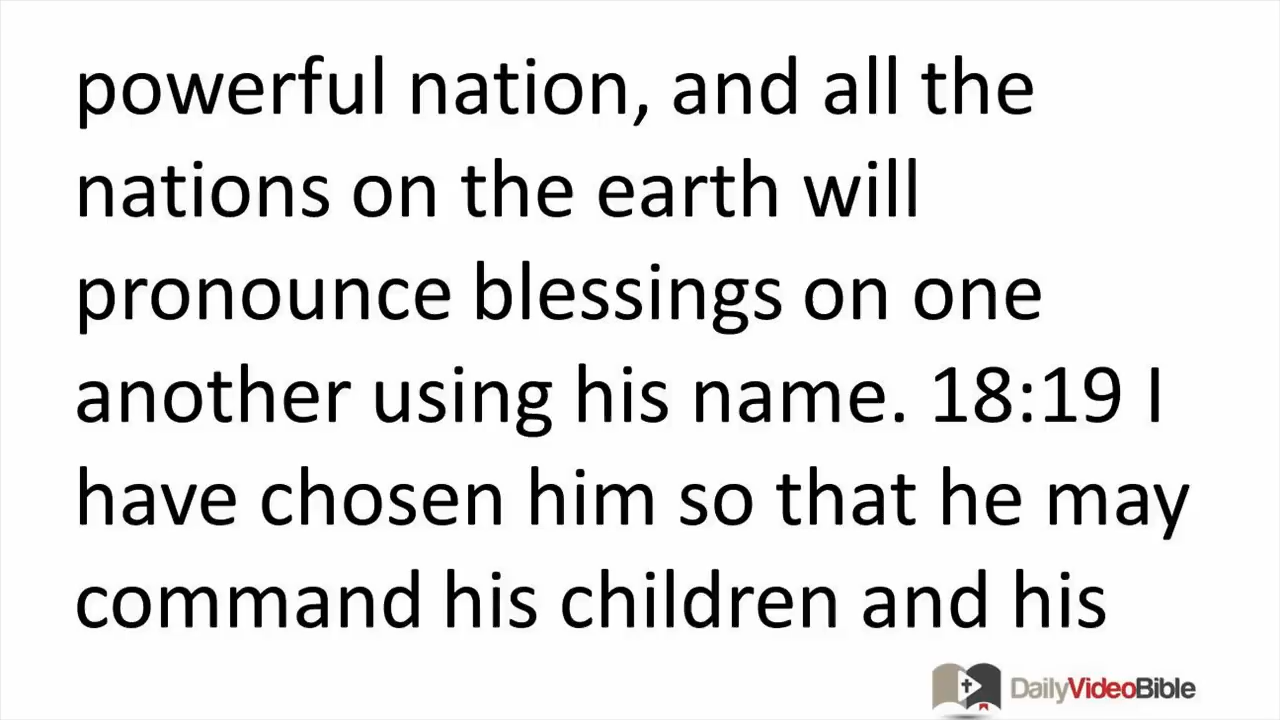 powerful nation, and all the
nations on the earth will
pronounce blessings on one
another using his name. 18:19 I
have chosen him so that he may
command his children and his
DailyVideoBible